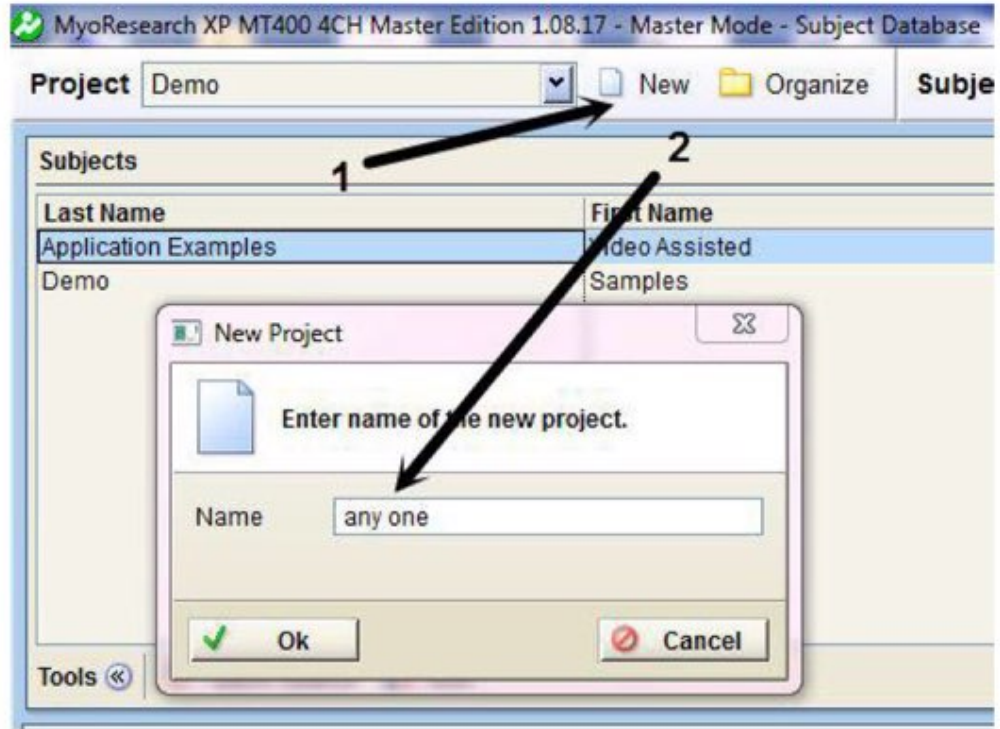 MyoResearch XP MT400 4CH Master Edition 1.08.17 - Master Mode - Subject Database
Project Demo New Organize Subje
1
2
Subjects
Last Name First Name
Application Examples Video Assisted
Demo Samples
New Project
Enter name of the new project.
Name any one
Ok Cancel
Tools